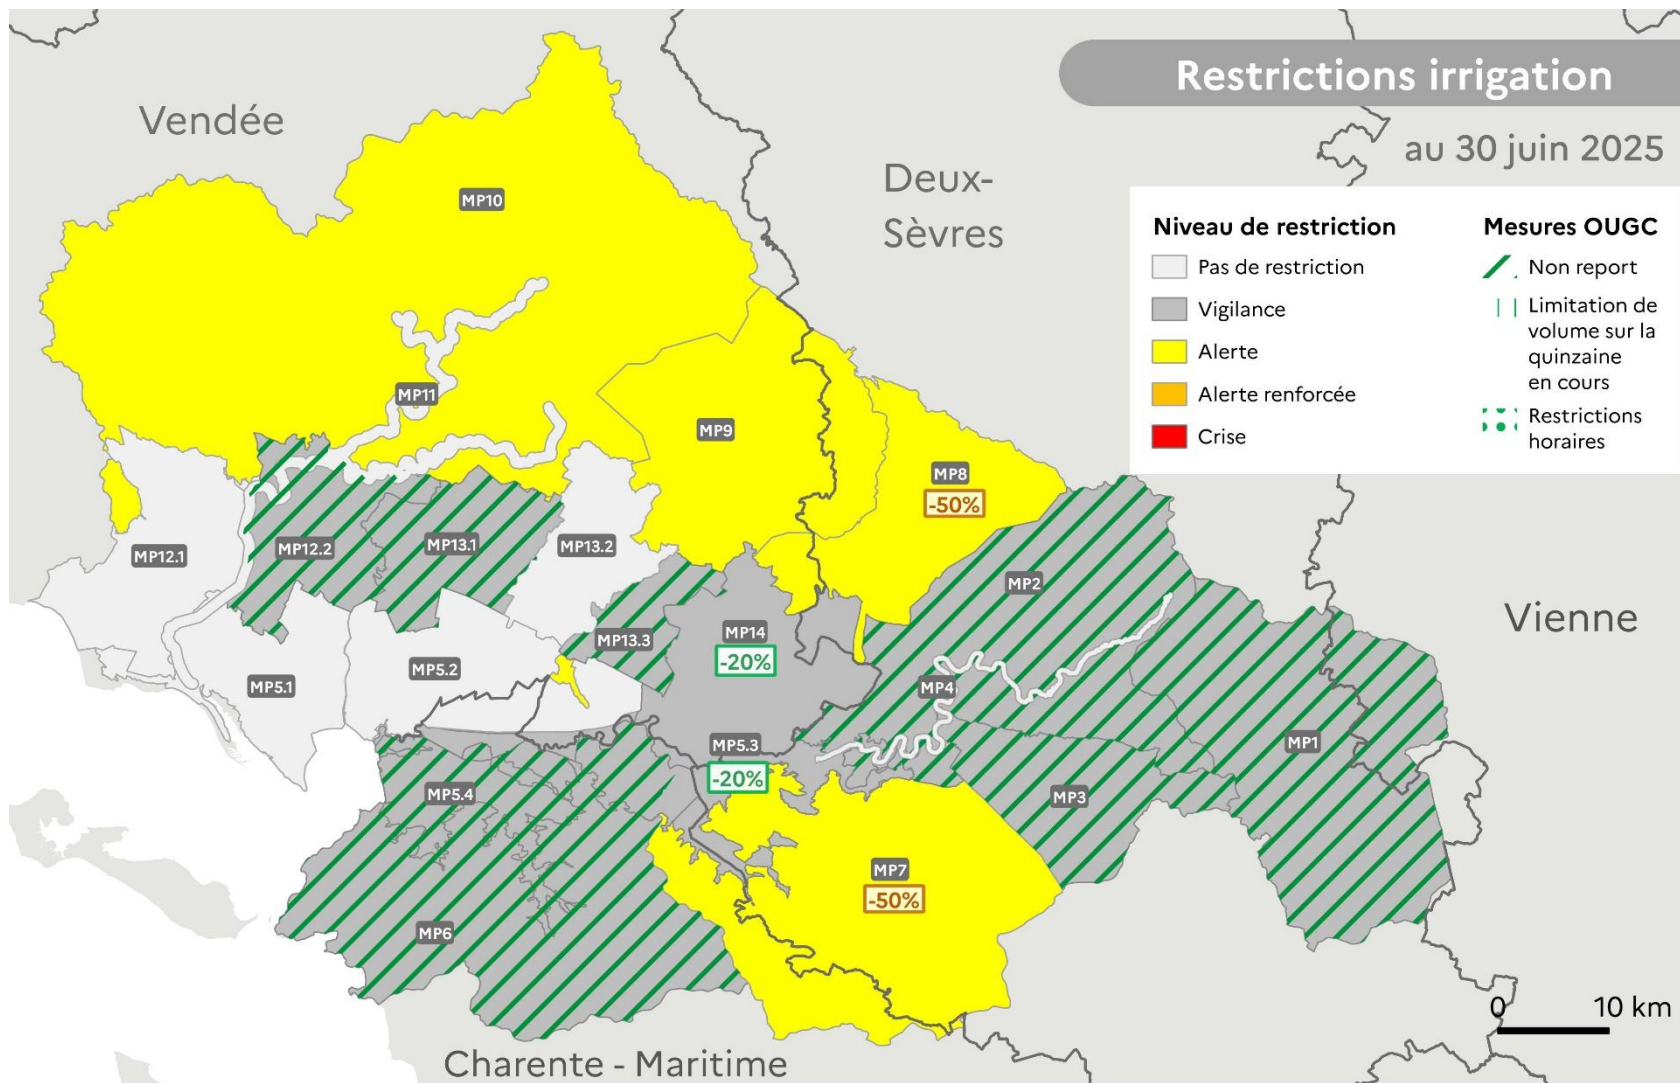 Restrictions irrigation
au 30 juin 2025
Vendée
Deux-
Sèvres
Vienne
Charente - Maritime
Niveau de restriction
Pas de restriction
Vigilance
Alerte
Alerte renforcée
Crise
Mesures OUGC
Non report
Limitation de
volume sur la
quinzaine
en cours
Restrictions
horaires
MP10
MP11
MP9
MP8
-50%
MP12.1
MP12.2
MP13.1
MP13.2
MP2
MP13.3
MP14
-20%
MP5.1
MP5.2
MP4
MP5.3
-20%
MP1
MP5.4
MP3
MP7
-50%
MP6
0 10 km